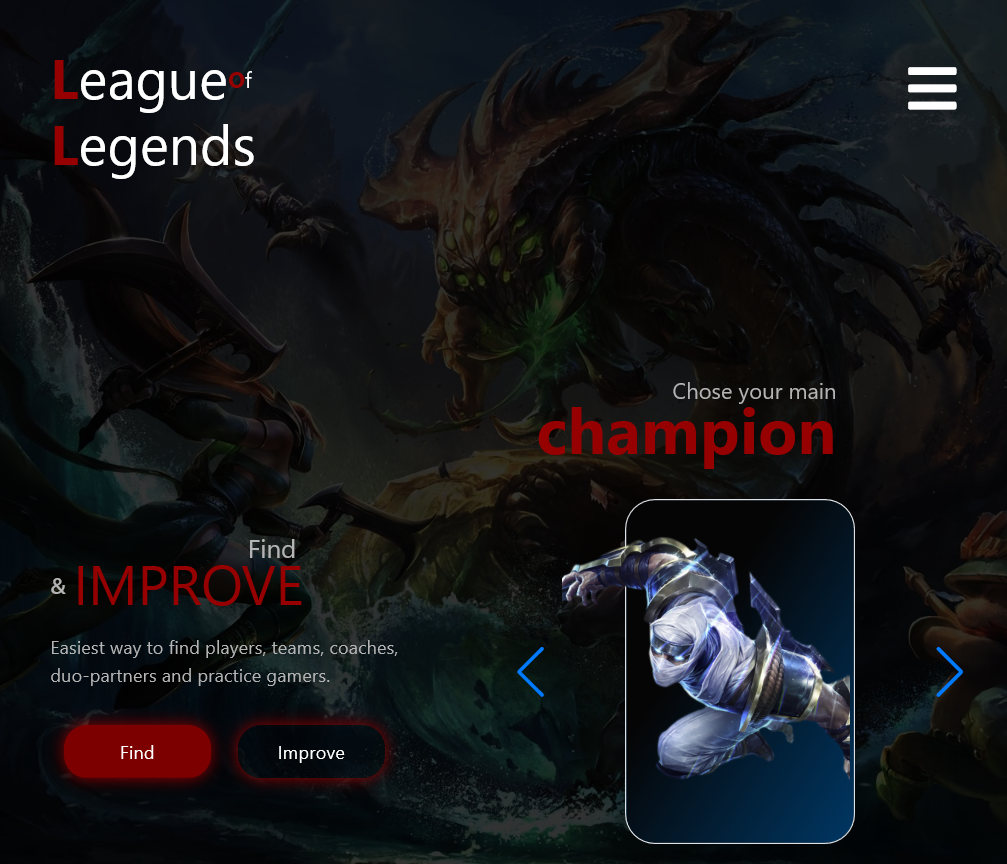 League of
Legends
Chose your main
champion
Find
& IMPROVE
Easiest way to find players, teams, coaches,
duo-partners and practice gamers.
Find
Improve